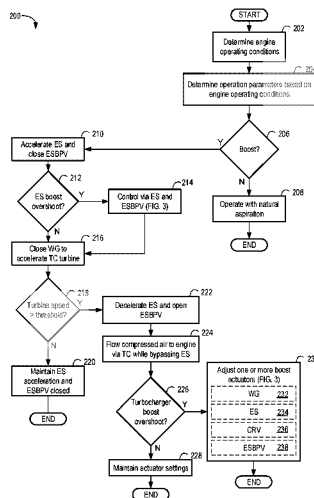 200
START
202
Determine engine
operating conditions
Determine operation parameters based on
engine operating conditions
206
Boost?
Y
N
208
Operate with natural
aspiration
END
210
Accelerate ES and
close ESBPV
212
ES boost
overshoot?
Y
N
214
Control via ES and
ESBPV (FIG. 3)
216
Close WG to
accelerate TC turbine
218
Turbine speed
> threshold?
Y
N
220
Maintain ES
acceleration and
ESBPV closed
END
222
Decelerate ES and open
ESBPV
224
Flow compressed air to engine
via TC while bypassing ES
226
Turbocharger
boost
overshoot?
Y
N
228
Maintain actuator settings
END
Adjust one or more boost
actuators (FIG. 3)
WG 232
ES 234
CRV 236
ESBPV 238
END